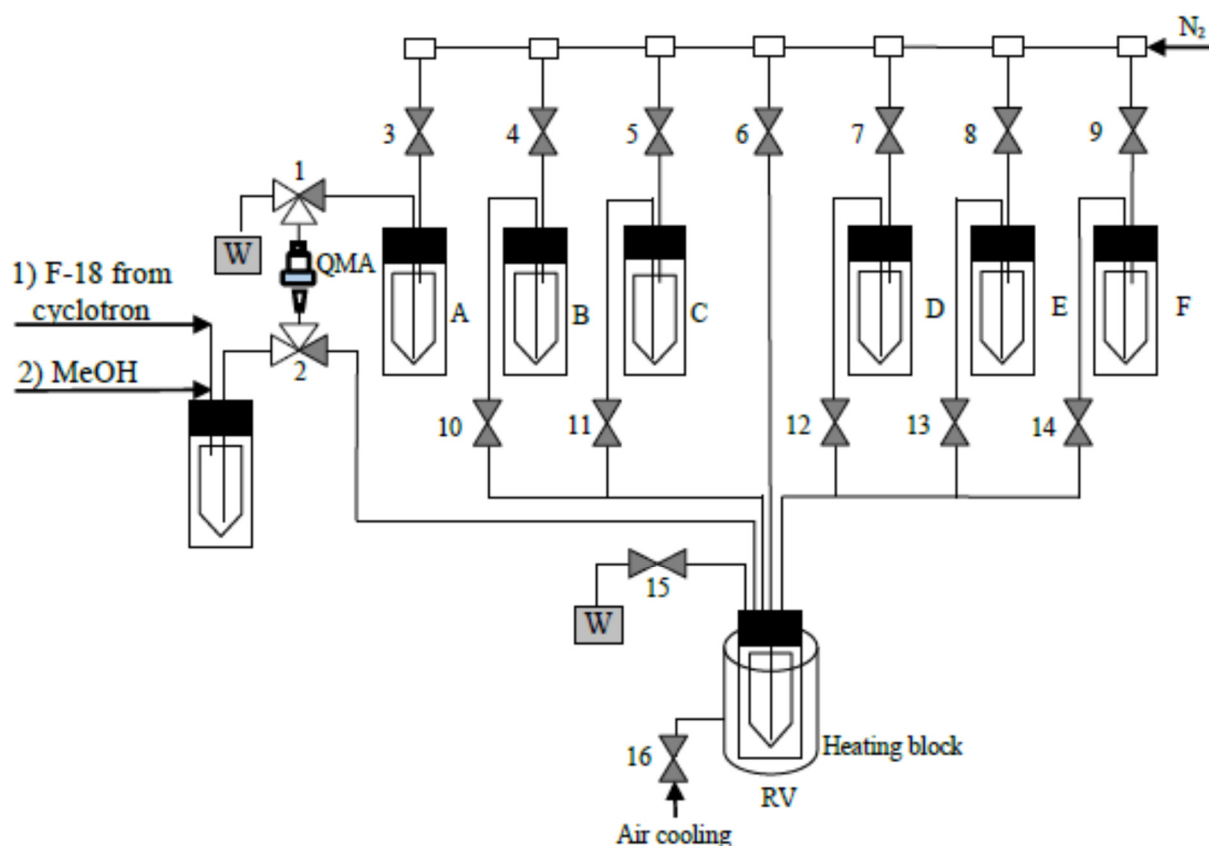 N₂
3
4
5
6
7
8
9
1
W
QMA
1) F-18 from
cyclotron
A
B
C
D
E
F
2
2) MeOH
10
11
12
13
14
15
W
16
Heating block
RV
Air cooling